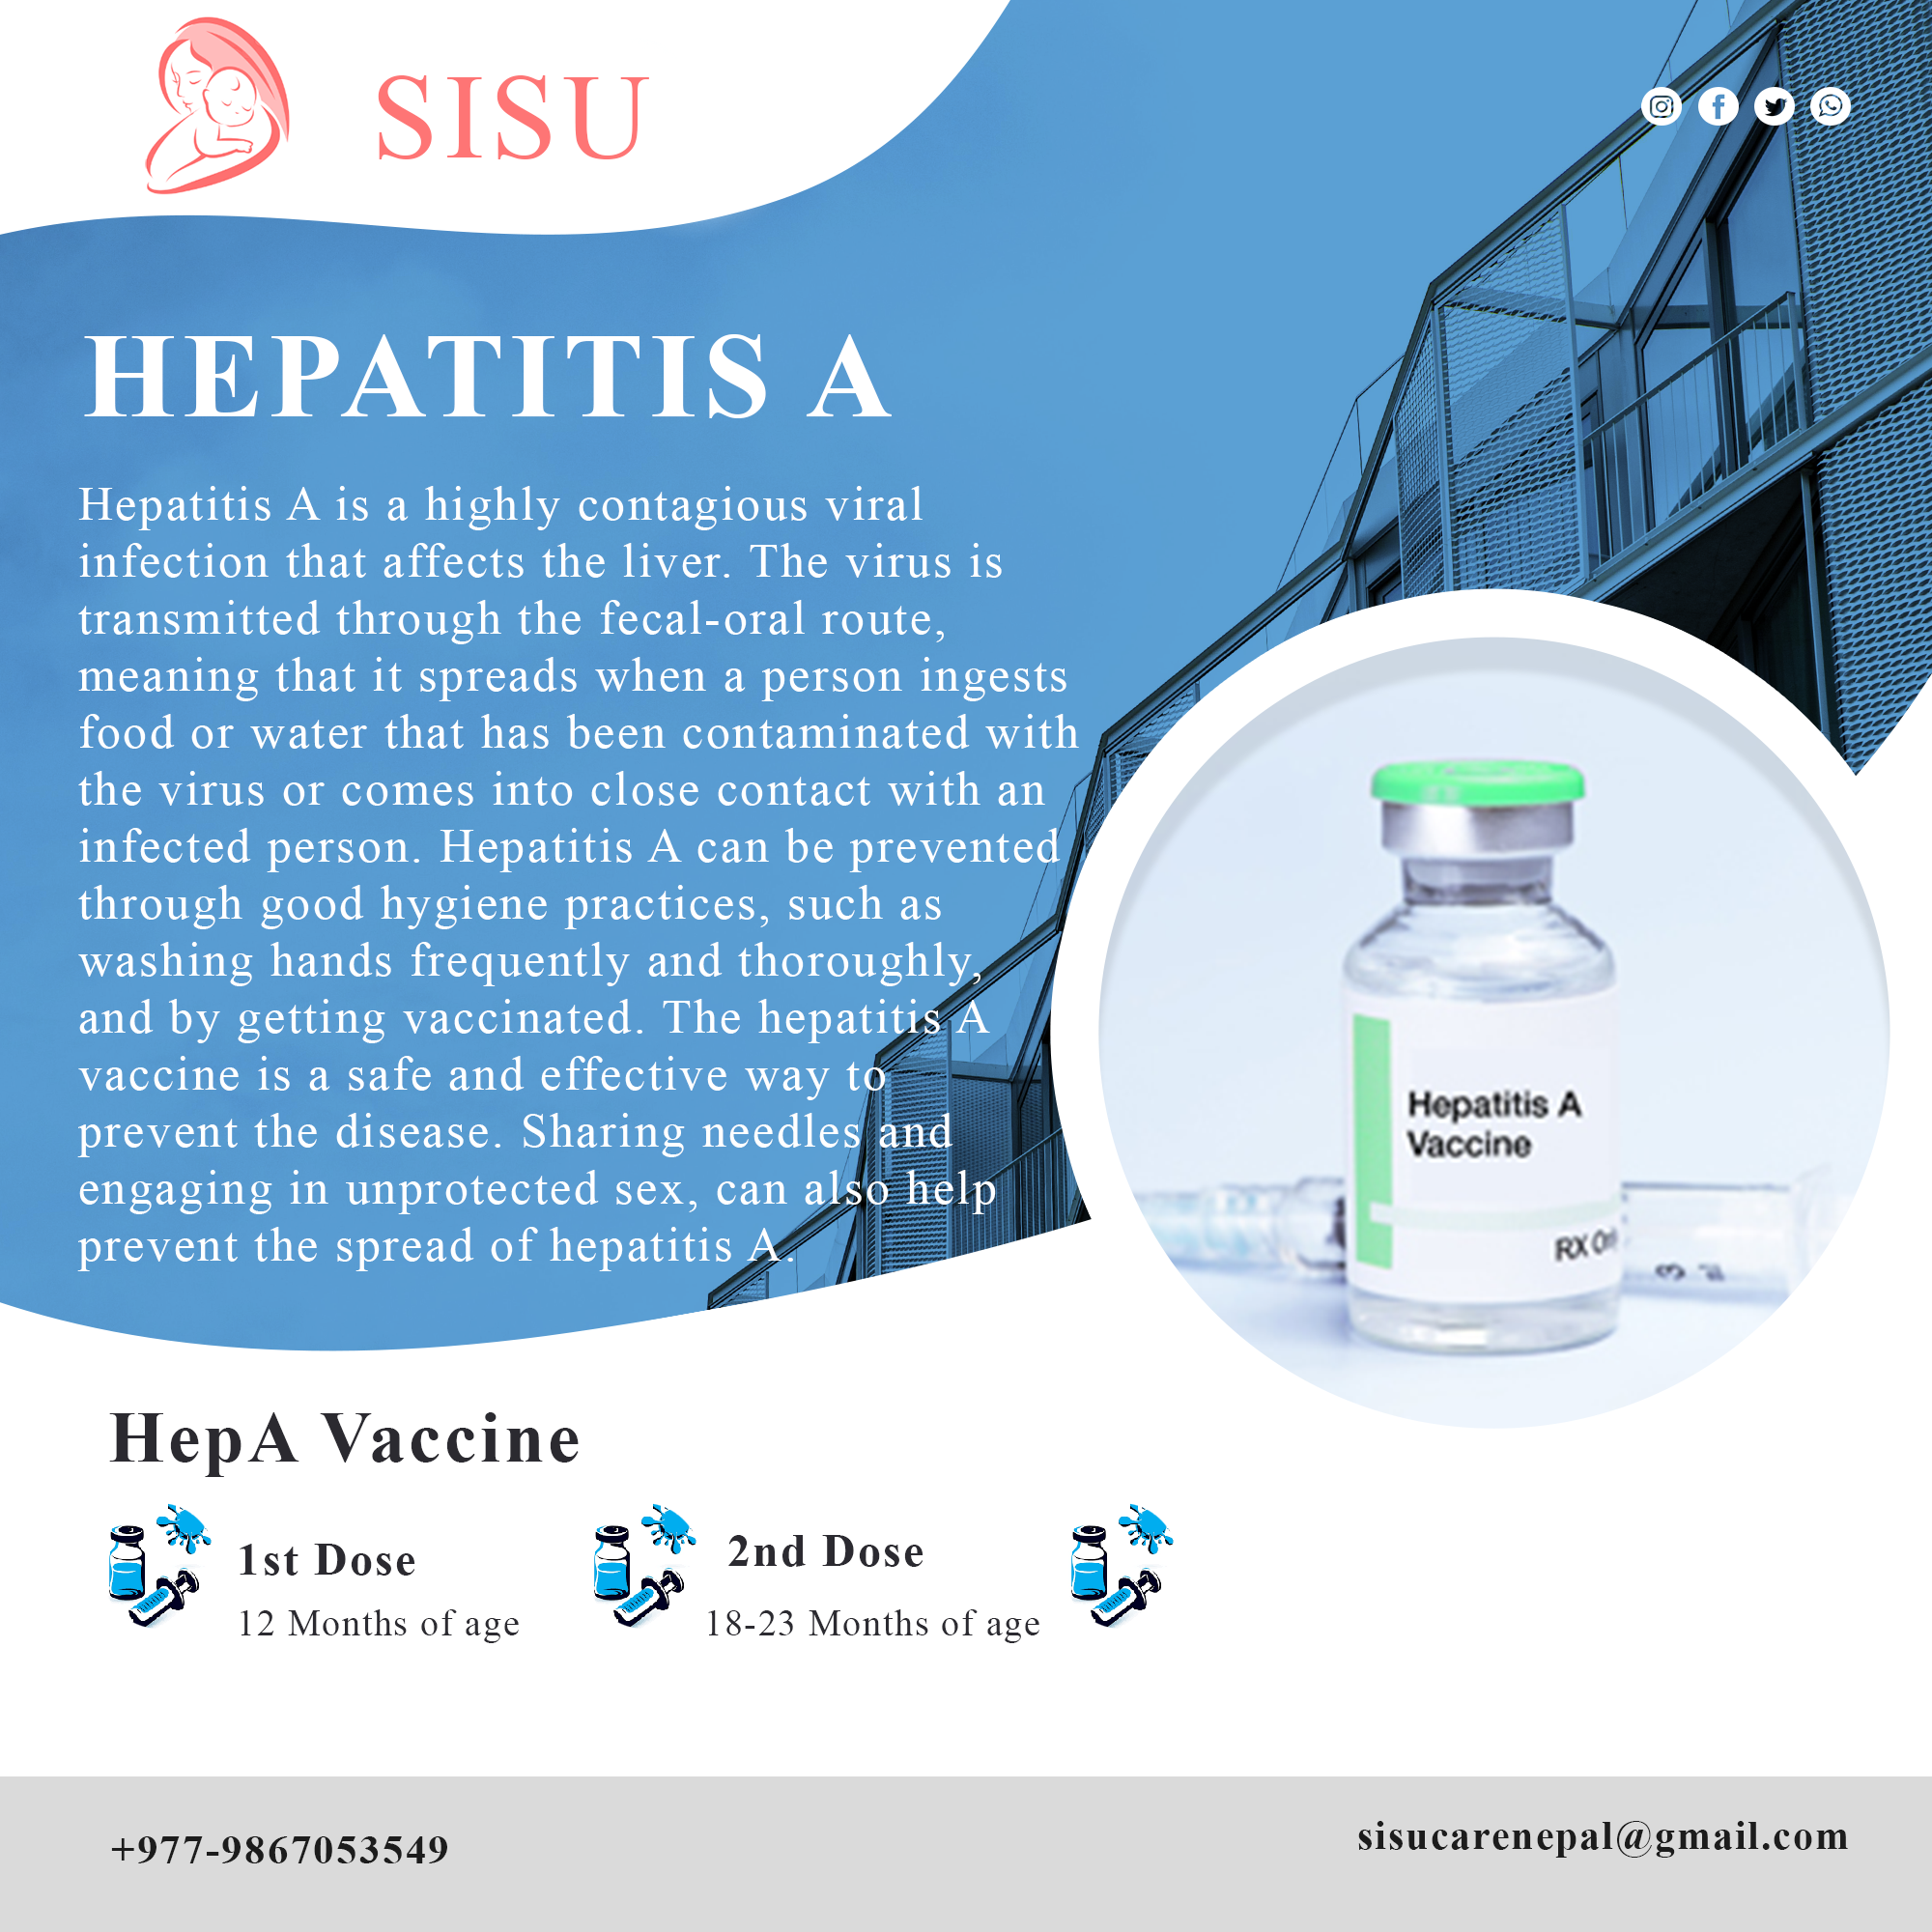 SISU
HEPATITIS A
Hepatitis A is a highly contagious viral
infection that affects the liver. The virus is
transmitted through the fecal-oral route,
meaning that it spreads when a person ingests
food or water that has been contaminated with
the virus or comes into close contact with an
infected person. Hepatitis A can be prevented
through good hygiene practices, such as
washing hands frequently and thoroughly,
and by getting vaccinated. The hepatitis A
vaccine is a safe and effective way to
prevent the disease. Sharing needles and
engaging in unprotected sex, can also help
prevent the spread of hepatitis A.
Hepatitis A
Vaccine
RX
3
HepA Vaccine
1st Dose
12 Months of age
2nd Dose
18-23 Months of age
+977-9867053549
sisucarenepal@gmail.com